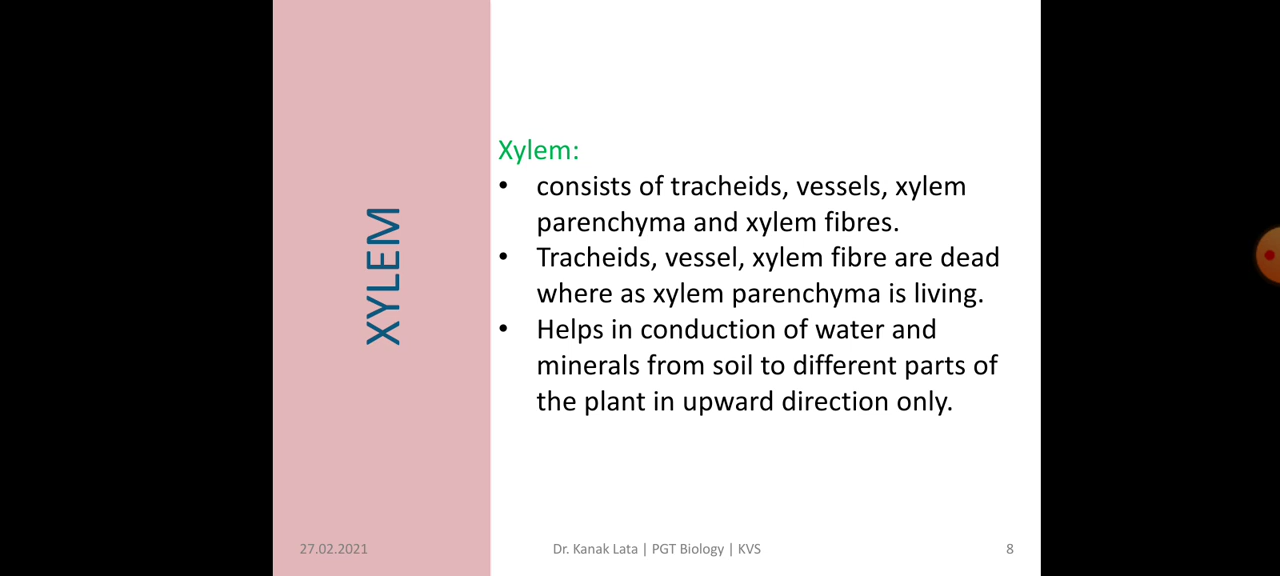 XYLEM
Xylem:
• consists of tracheids, vessels, xylem
parenchyma and xylem fibres.
• Tracheids, vessel, xylem fibre are dead
where as xylem parenchyma is living.
• Helps in conduction of water and
minerals from soil to different parts of
the plant in upward direction only.
27.02.2021
Dr. Kanak Lata | PGT Biology | KVS
8